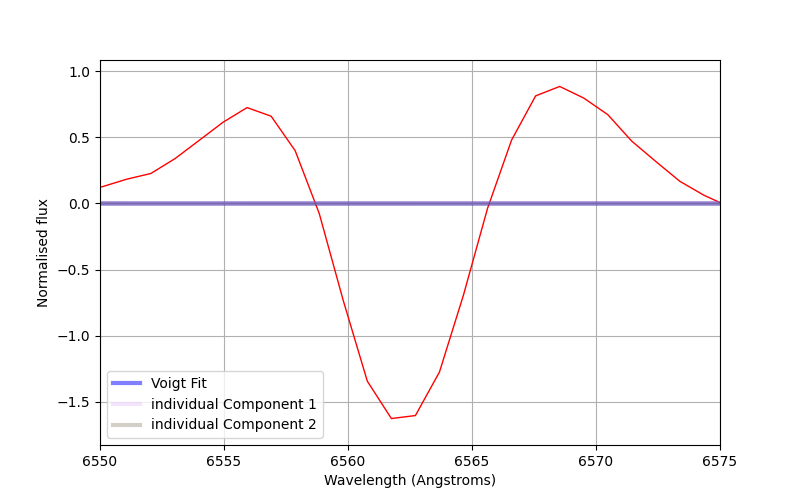 1.0
0.5
0.0
−0.5
−1.0
−1.5
Normalised flux
Voigt Fit
individual Component 1
individual Component 2
6550 6555 6560 6565 6570 6575
Wavelength (Angstroms)